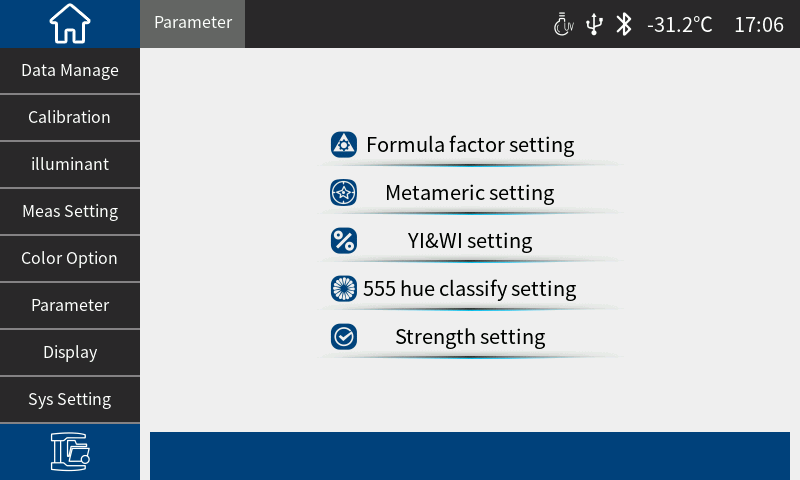 Parameter
UV
-31.2℃ 17:06
Data Manage
Calibration
illuminant
Meas Setting
Color Option
Parameter
Display
Sys Setting
Formula factor setting
Metameric setting
YI&WI setting
555 hue classify setting
Strength setting